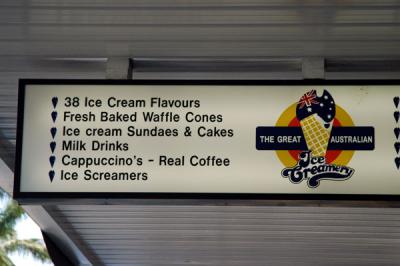 38 Ice Cream Flavours
Fresh Baked Waffle Cones
Ice cream Sundaes & Cakes
Milk Drinks
Cappuccino's - Real Coffee
Ice Screamers
THE GREAT AUSTRALIAN
Ice
Creamery